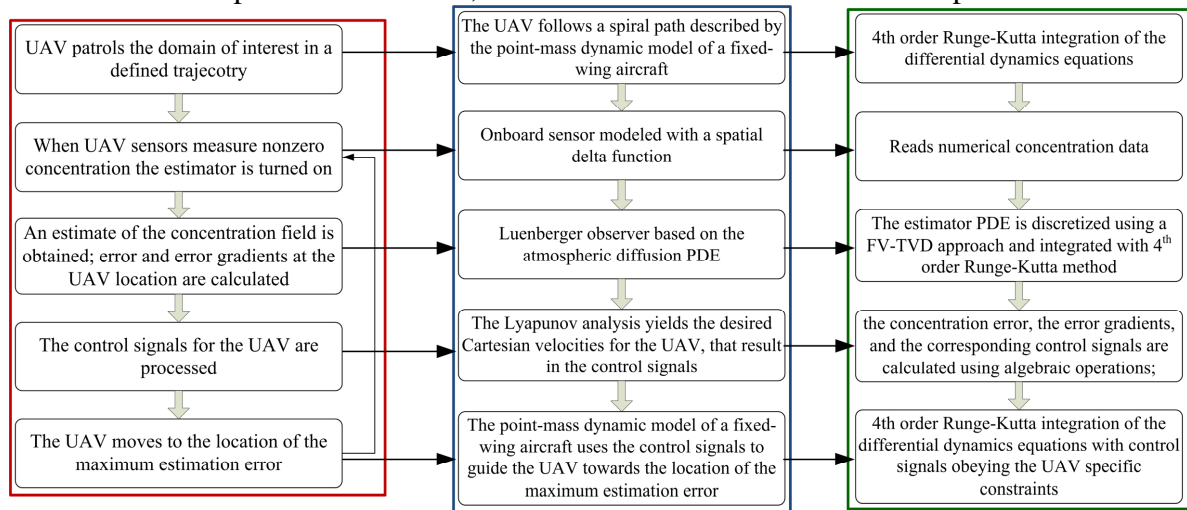 UAV patrols the domain of interest in a
defined trajecotry
When UAV sensors measure nonzero
concentration the estimator is turned on
An estimate of the concentration field is
obtained; error and error gradients at the
UAV location are calculated
The control signals for the UAV are
processed
The UAV moves to the location of the
maximum estimation error
The UAV follows a spiral path described by
the point-mass dynamic model of a fixed-
wing aircraft
Onboard sensor modeled with a spatial
delta function
Luenberger observer based on the
atmospheric diffusion PDE
The Lyapunov analysis yields the desired
Cartesian velocities for the UAV, that result
in the control signals
The point-mass dynamic model of a fixed-
wing aircraft uses the control signals to
guide the UAV towards the location of the
maximum estimation error
4th order Runge-Kutta integration of the
differential dynamics equations
Reads numerical concentration data
The estimator PDE is discretized using a
FV-TVD approach and integrated with 4th
order Runge-Kutta method
the concentration error, the error gradients,
and the corresponding control signals are
calculated using algebraic operations;
4th order Runge-Kutta integration of the
differential dynamics equations with control
signals obeying the UAV specific
constraints